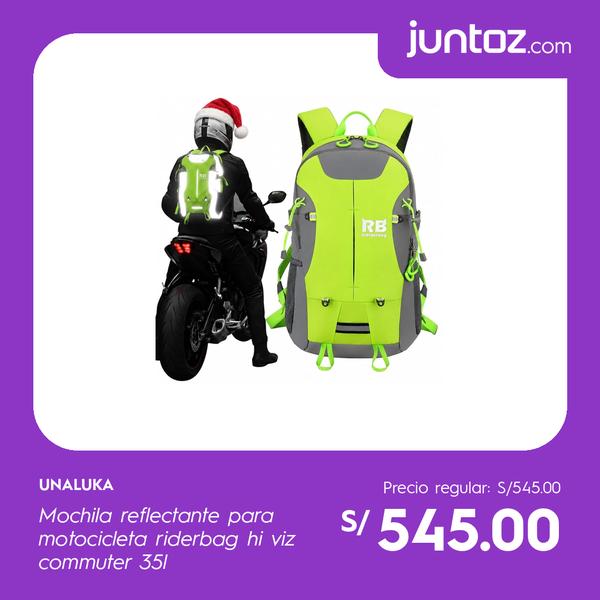 juntoz.com
RB
UNALUKA
Mochila reflectante para
motocicleta riderbag hi viz
commuter 35l
Precio regular: S/545.00
S/ 545.00